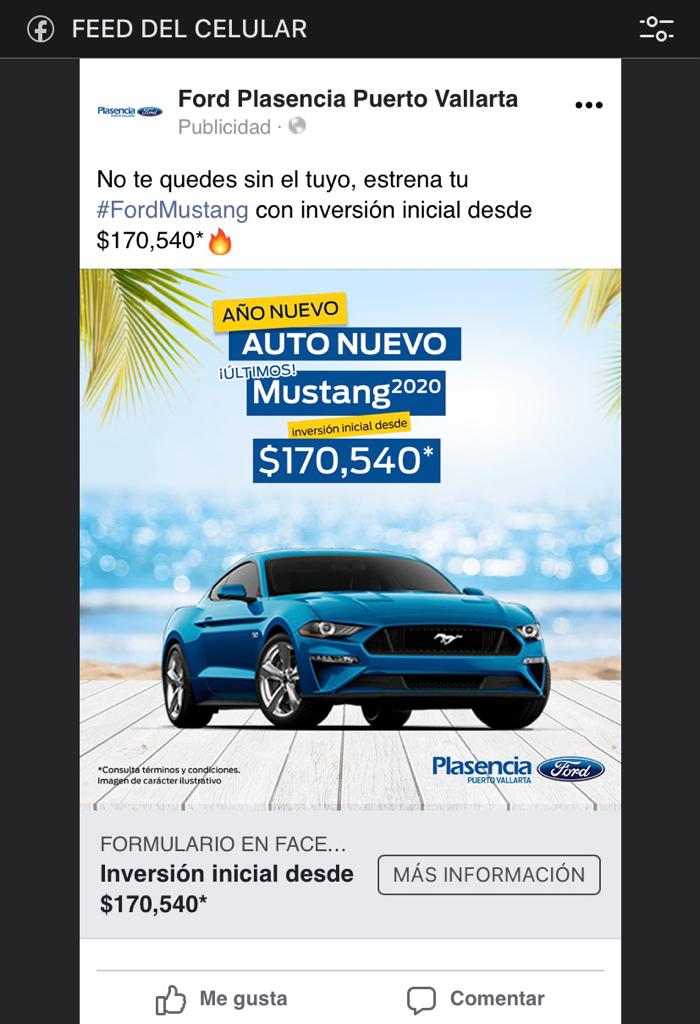 FEED DEL CELULAR
Plasencia Ford
PUERTO VALLARTA
Ford Plasencia Puerto Vallarta
Publicidad ·
No te quedes sin el tuyo, estrena tu
#FordMustang con inversión inicial desde
$170,540*🔥
AÑO NUEVO
AUTO NUEVO
¡ÚLTIMOS!
Mustang2020
inversión inicial desde
$170,540*
*Consulta términos y condiciones.
Imagen de carácter ilustrativo
Plasencia Ford
PUERTO VALLARTA
FORMULARIO EN FACE...
Inversión inicial desde
$170,540*
MÁS INFORMACIÓN
Me gusta
Comentar